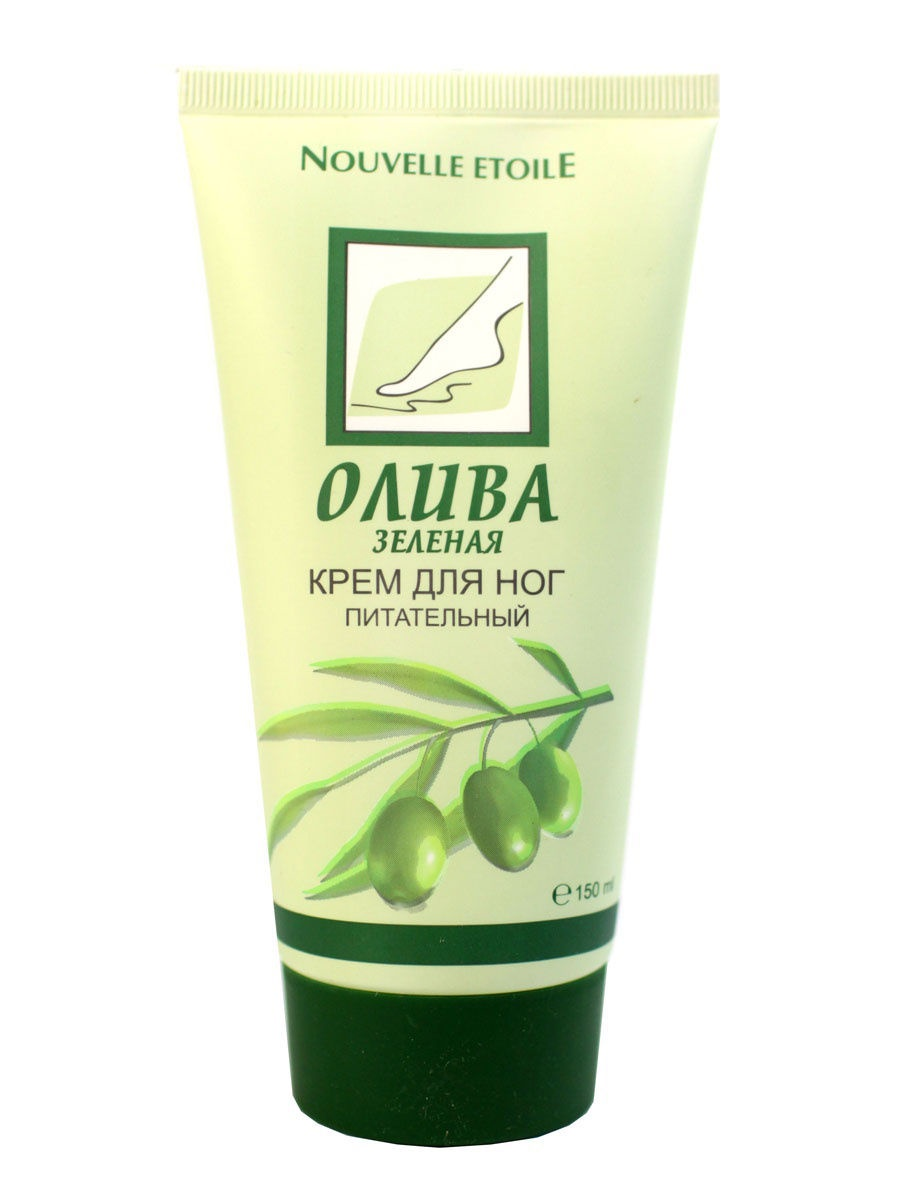 NOUVELLE ETOILE
ОЛИВА
ЗЕЛЕНАЯ
КРЕМ ДЛЯ НОГ
ПИТАТЕЛЬНЫЙ
℮ 150 ml